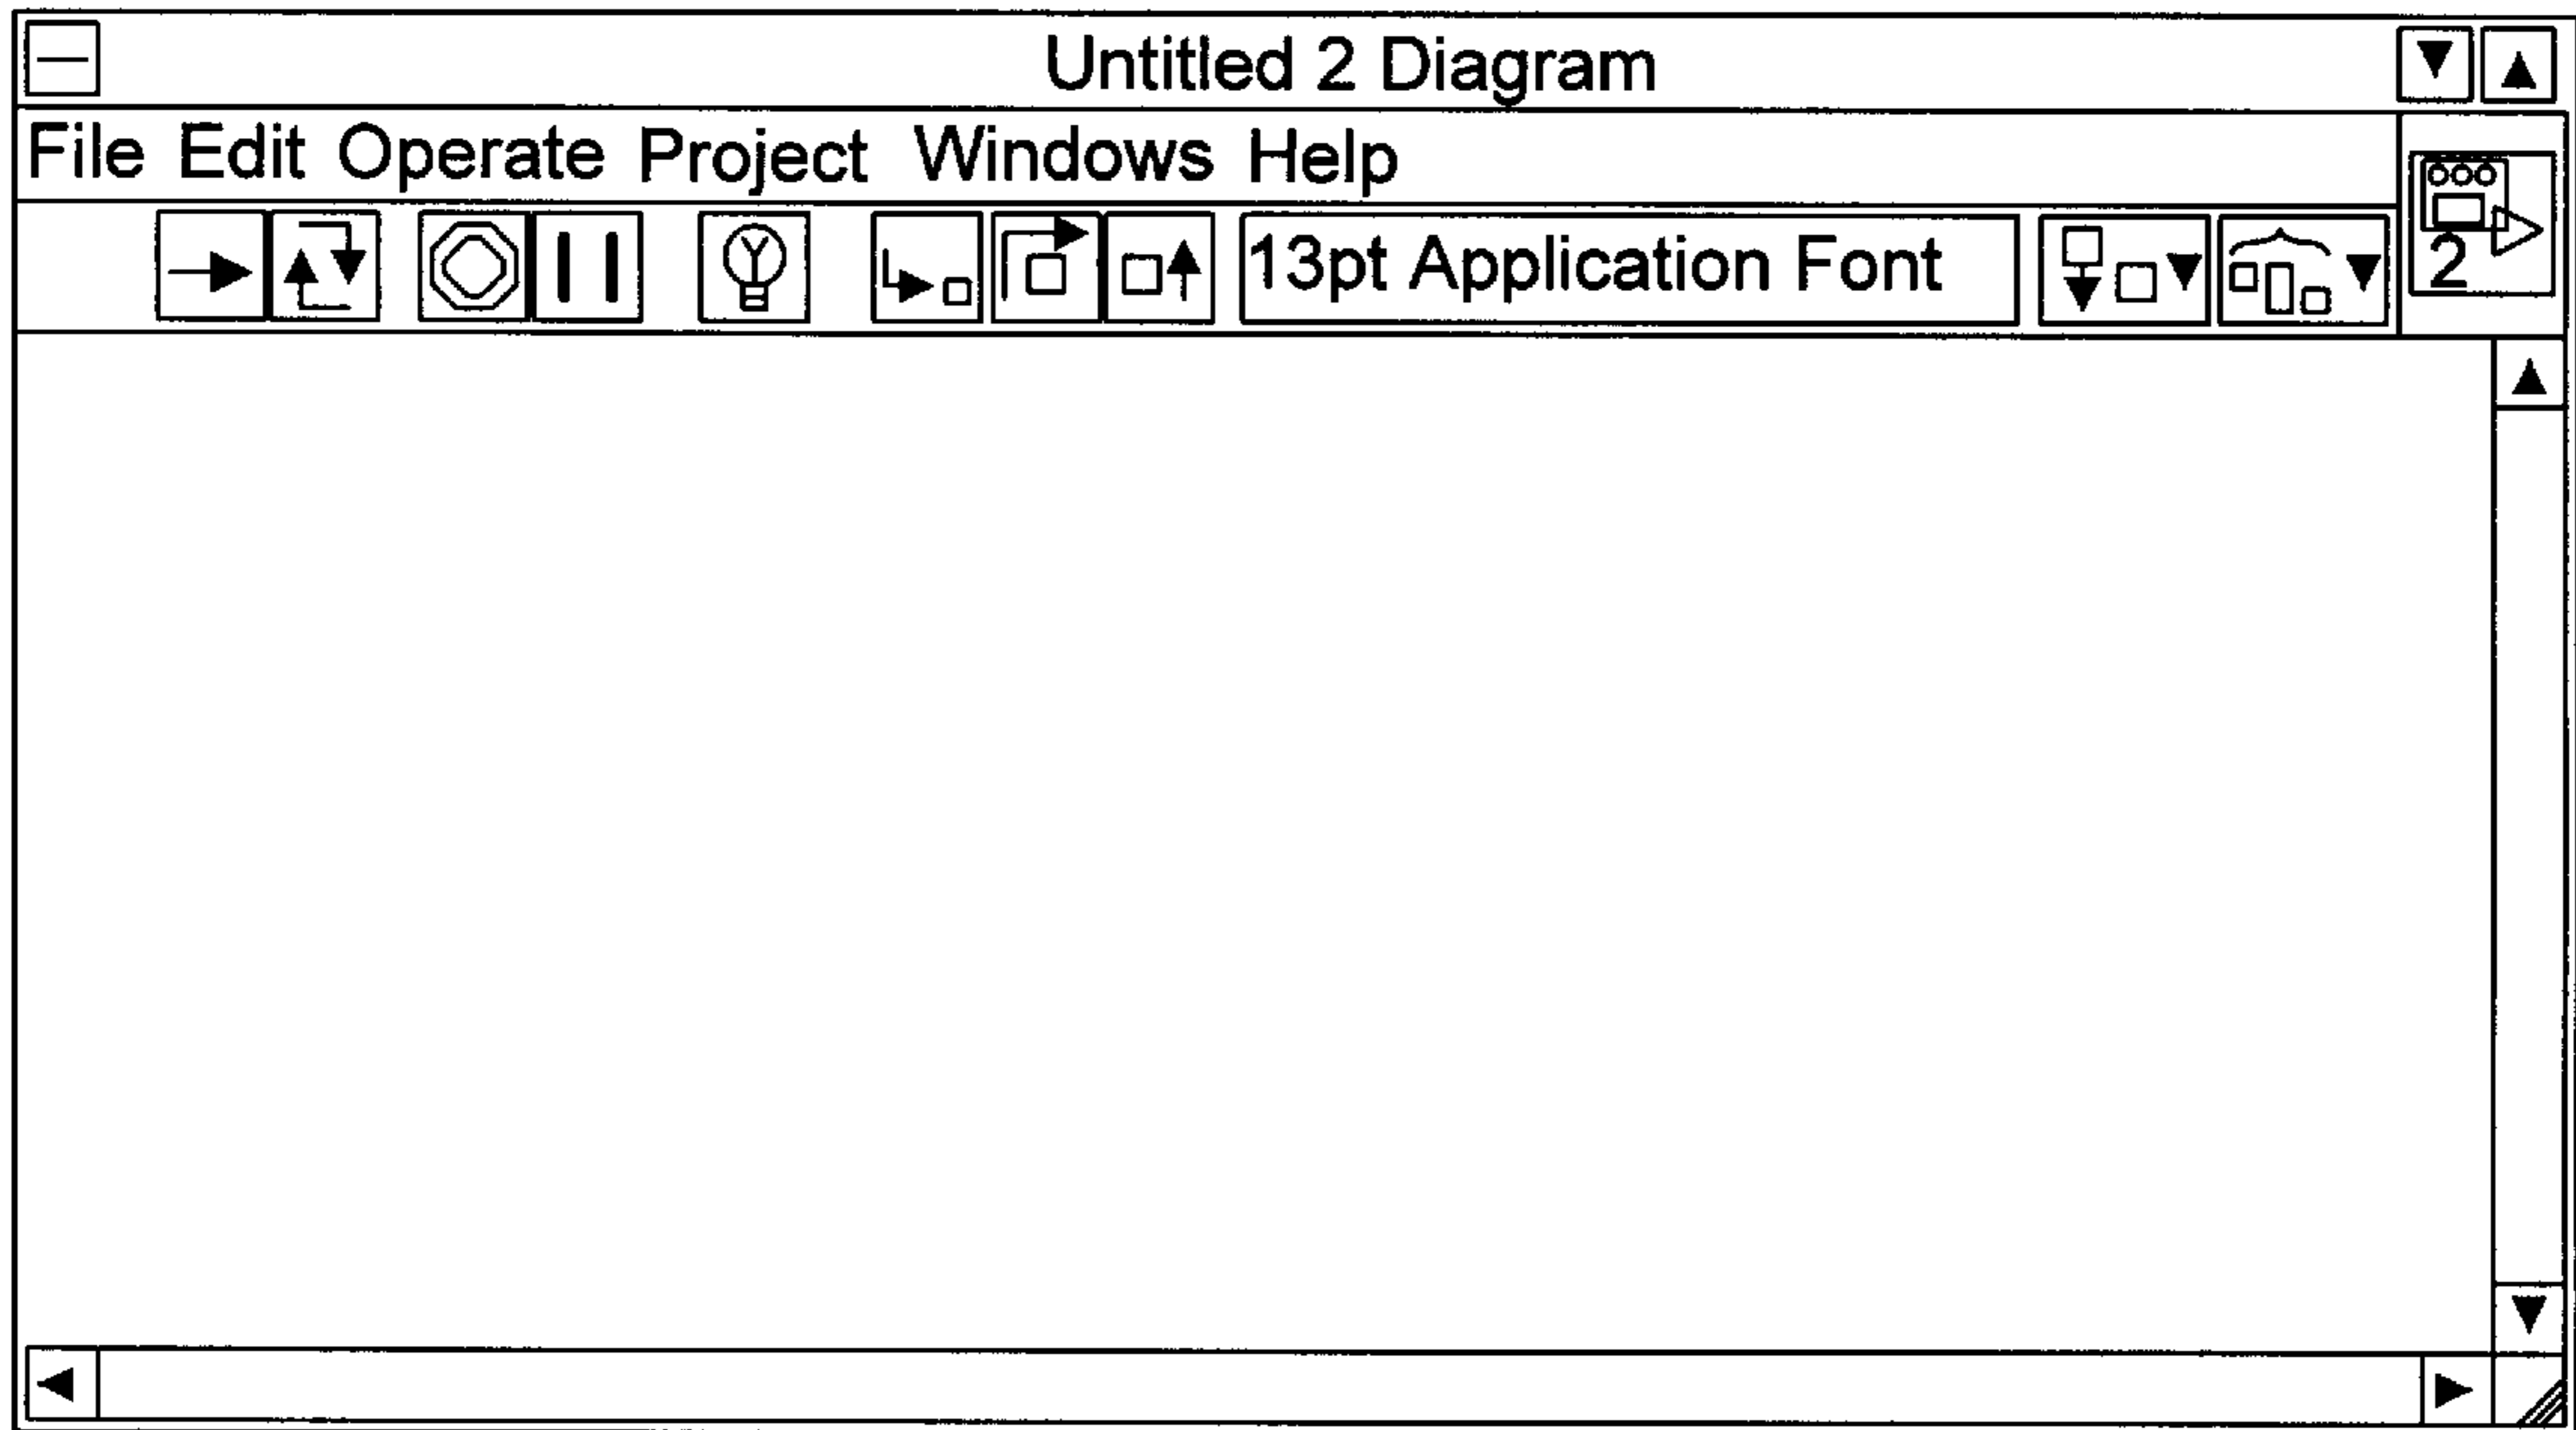 Untitled 2 Diagram
File Edit Operate Project Windows Help
13pt Application Font
2